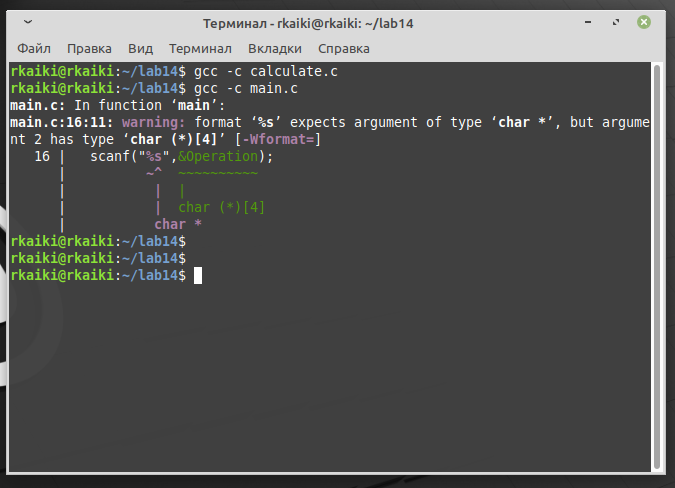 Терминал - rkaiki@rkaiki: ~/lab14
Файл Правка Вид Терминал Вкладки Справка
rkaiki@rkaiki:~/lab14$ gcc -c calculate.c
rkaiki@rkaiki:~/lab14$ gcc -c main.c
main.c: In function ‘main’:
main.c:16:11: warning: format ‘%s’ expects argument of type ‘char *’, but argume
nt 2 has type ‘char (*)[4]’ [-Wformat=]
   16 |   scanf("%s",&Operation);
      |          ~^  ~~~~~~~~~~
      |           |  |
      |           |  char (*)[4]
      |           char *
rkaiki@rkaiki:~/lab14$
rkaiki@rkaiki:~/lab14$
rkaiki@rkaiki:~/lab14$